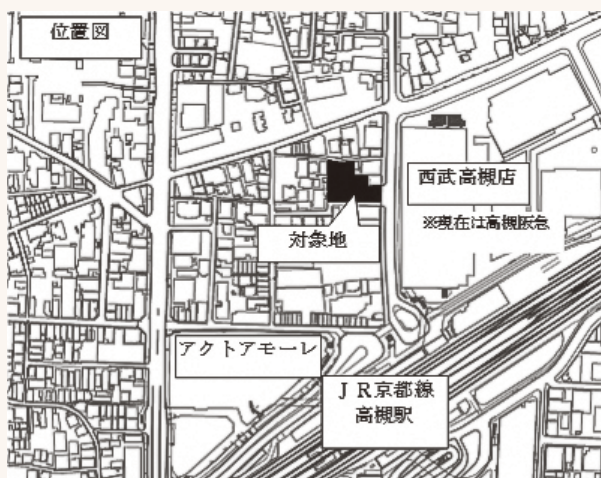 位置図
西武高槻店
※現在は高槻阪急
対象地
アクトアモーレ
ＪＲ京都線
高槻駅